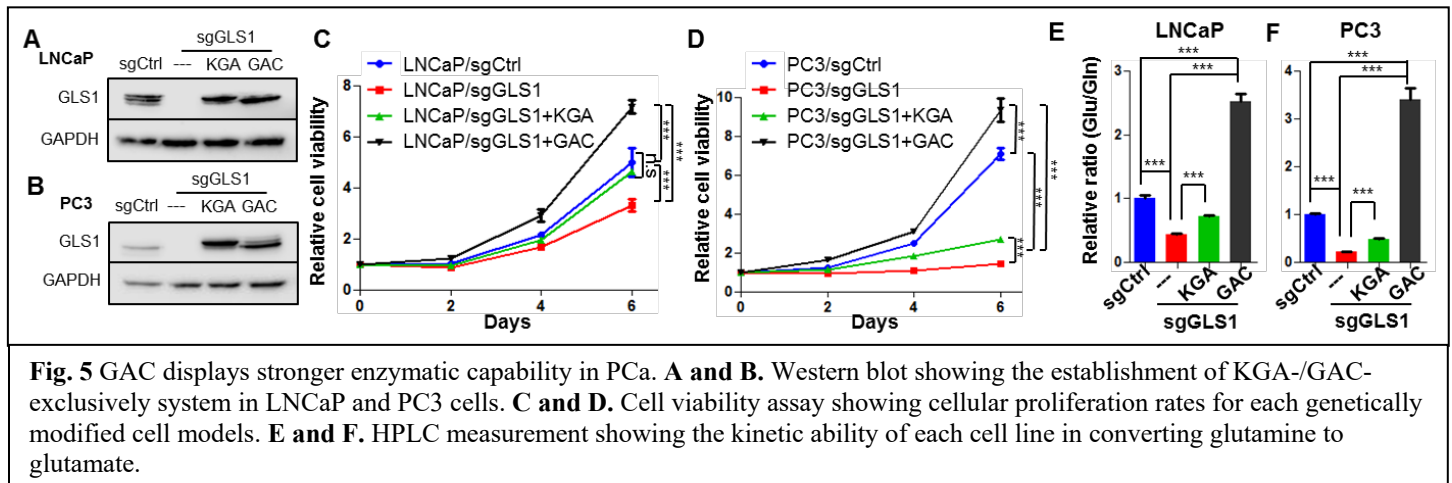 A
sgGLS1
LNCaP sgCtrl --- KGA GAC
GLS1
GAPDH
B
sgGLS1
PC3 sgCtrl --- KGA GAC
GLS1
GAPDH
C
LNCaP/sgCtrl
LNCaP/sgGLS1
LNCaP/sgGLS1+KGA
LNCaP/sgGLS1+GAC
Relative cell viability
8
6
4
2
0
0 2 4 6
Days
***
n.s
***
***
D
PC3/sgCtrl
PC3/sgGLS1
PC3/sgGLS1+KGA
PC3/sgGLS1+GAC
Relative cell viability
10
8
6
4
2
0
0 2 4 6
Days
***
***
***
***
E LNCaP
Relative ratio (Glu/Gln)
3
2
1
0
***
***
***
***
sgCtrl --- KGA GAC
sgGLS1
F PC3
4
3
2
1
0
***
***
***
***
sgCtrl --- KGA GAC
sgGLS1
Fig. 5 GAC displays stronger enzymatic capability in PCa. A and B. Western blot showing the establishment of KGA-/GAC-
exclusively system in LNCaP and PC3 cells. C and D. Cell viability assay showing cellular proliferation rates for each genetically
modified cell models. E and F. HPLC measurement showing the kinetic ability of each cell line in converting glutamine to
glutamate.